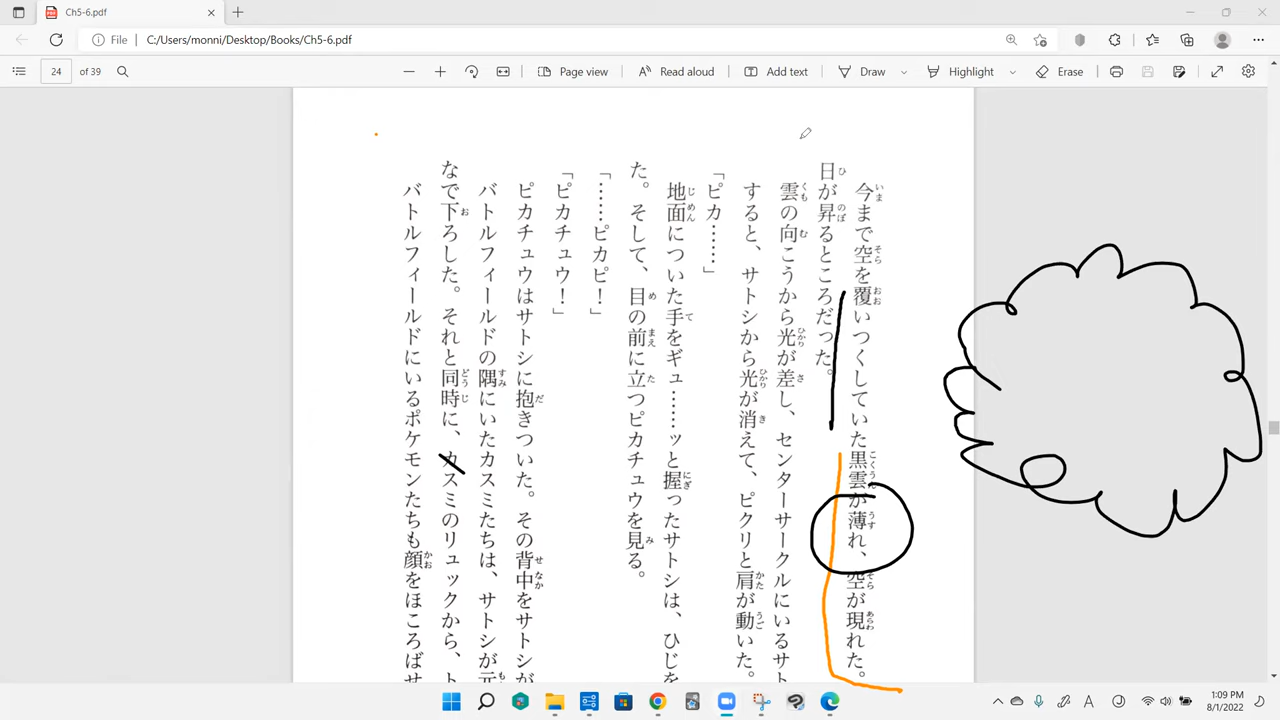 Ch5-6.pdf
File
C:/Users/monni/Desktop/Books/Ch5-6.pdf
24 of 39
Page view
Read aloud
Add text
Draw
Highlight
Erase
今まで空を覆いつくしていた黒雲が薄れ、空が現れた。
日が昇るところだった。
雲の向こうから光が差し、センターサークルにいるサト
すると、サトシから光が消えて、ピクリと肩が動いた。
「ピカ……」
地面についた手をギュ……ッと握ったサトシは、ひじを
た。そして、目の前に立つピカチュウを見る。
「……ピカピ!
「ピカチュウ!」
ピカチュウはサトシに抱きついた。その背中をサトシが
バトルフィールドの隅にいたカスミたちは、サトシが元
なで下ろした。それと同時に、カスミのリュックから、ト
バトルフィールドにいるポケモンたちも顔をほころばせ
1:09 PM
8/1/2022